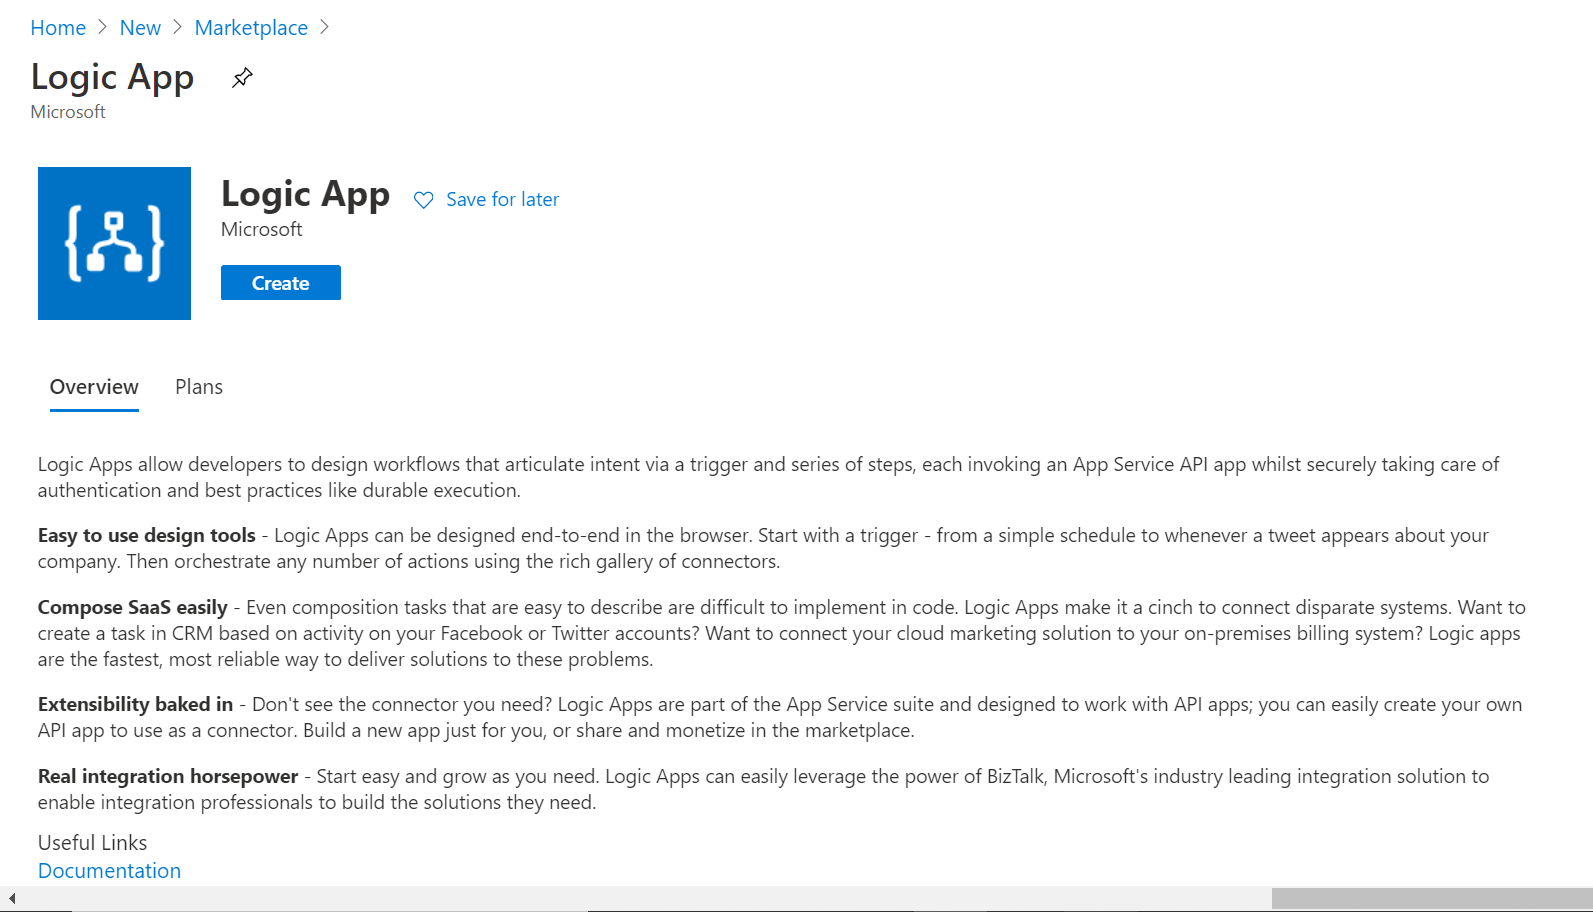 Home > New > Marketplace >
Logic App
Microsoft
Logic App
Save for later
Microsoft
Create
Overview Plans
Logic Apps allow developers to design workflows that articulate intent via a trigger and series of steps, each invoking an App Service API app whilst securely taking care of
authentication and best practices like durable execution.
Easy to use design tools - Logic Apps can be designed end-to-end in the browser. Start with a trigger - from a simple schedule to whenever a tweet appears about your
company. Then orchestrate any number of actions using the rich gallery of connectors.
Compose SaaS easily - Even composition tasks that are easy to describe are difficult to implement in code. Logic Apps make it a cinch to connect disparate systems. Want to
create a task in CRM based on activity on your Facebook or Twitter accounts? Want to connect your cloud marketing solution to your on-premises billing system? Logic apps
are the fastest, most reliable way to deliver solutions to these problems.
Extensibility baked in - Don't see the connector you need? Logic Apps are part of the App Service suite and designed to work with API apps; you can easily create your own
API app to use as a connector. Build a new app just for you, or share and monetize in the marketplace.
Real integration horsepower - Start easy and grow as you need. Logic Apps can easily leverage the power of BizTalk, Microsoft's industry leading integration solution to
enable integration professionals to build the solutions they need.
Useful Links
Documentation